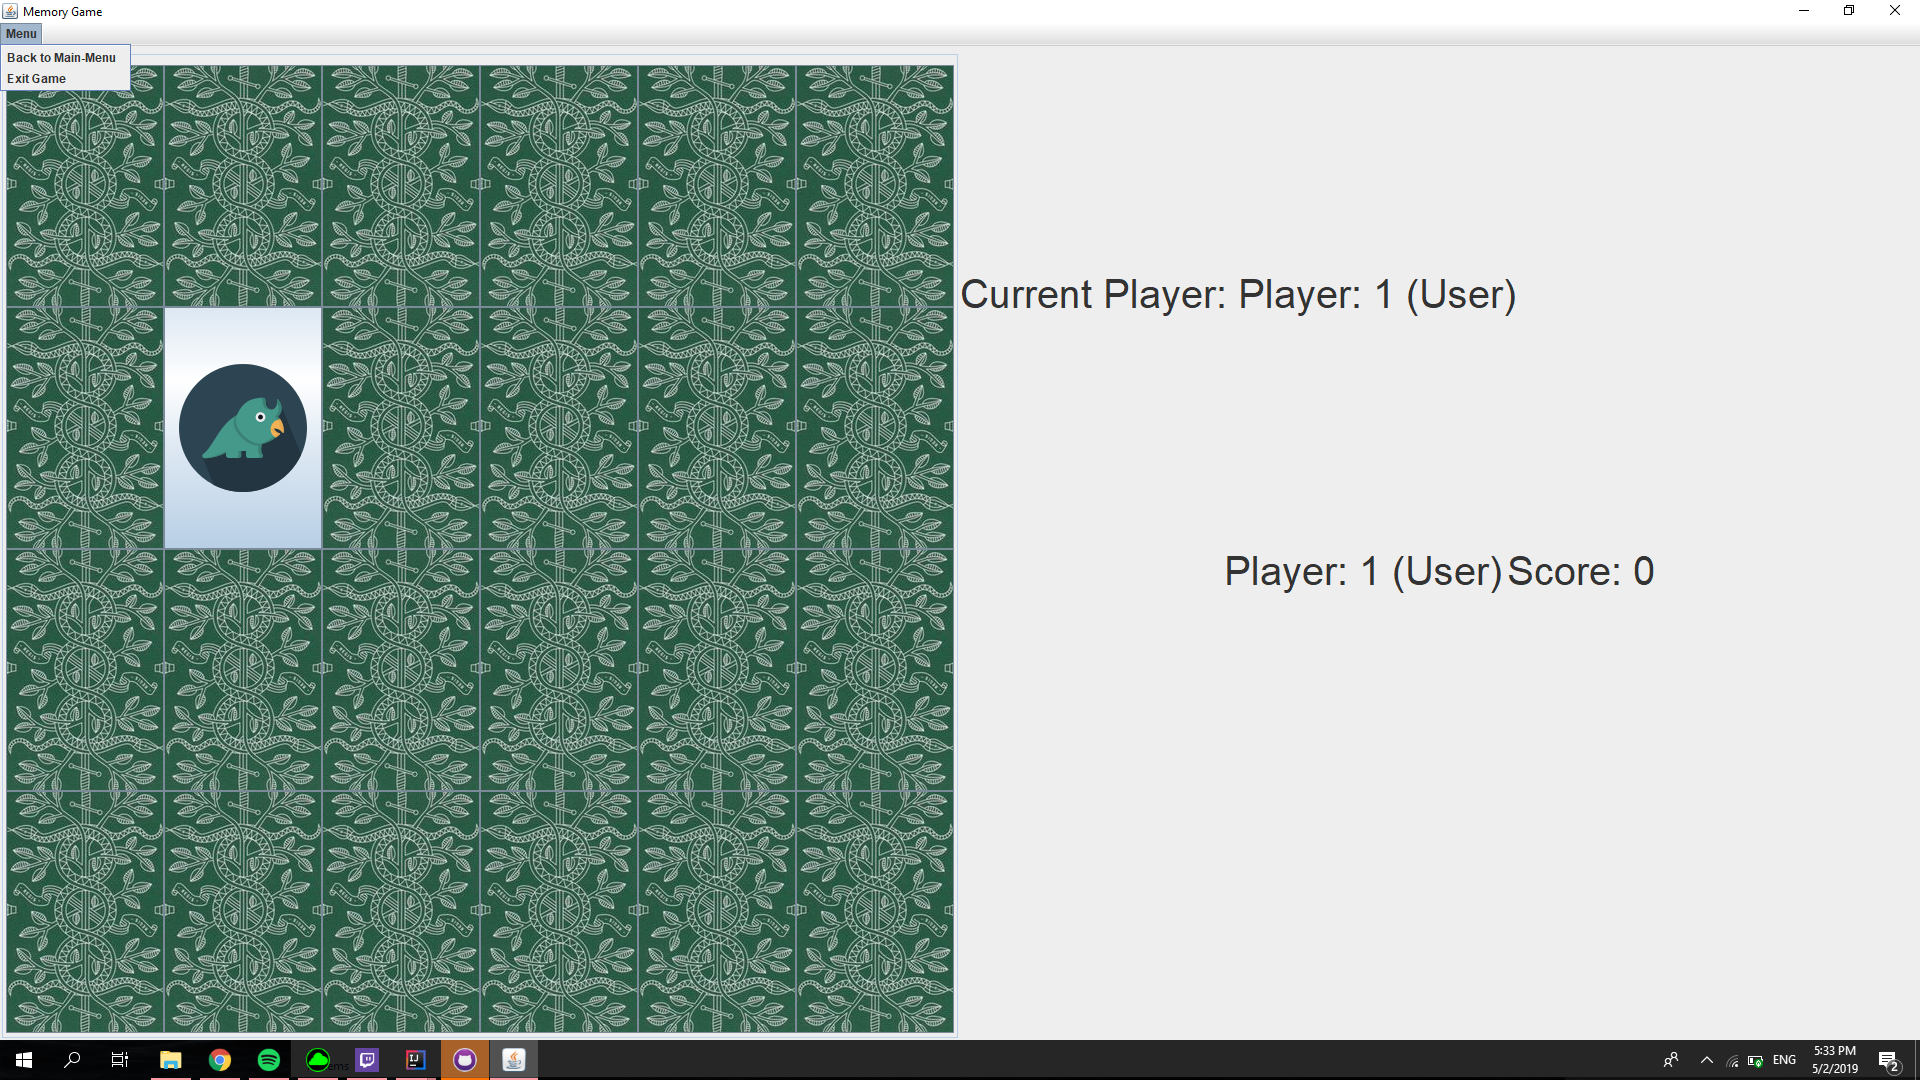 Memory Game
Menu
Back to Main-Menu
Exit Game
Current Player: Player: 1 (User)
Player: 1 (User) Score: 0
IJ
ENG
5:33 PM
5/2/2019
2